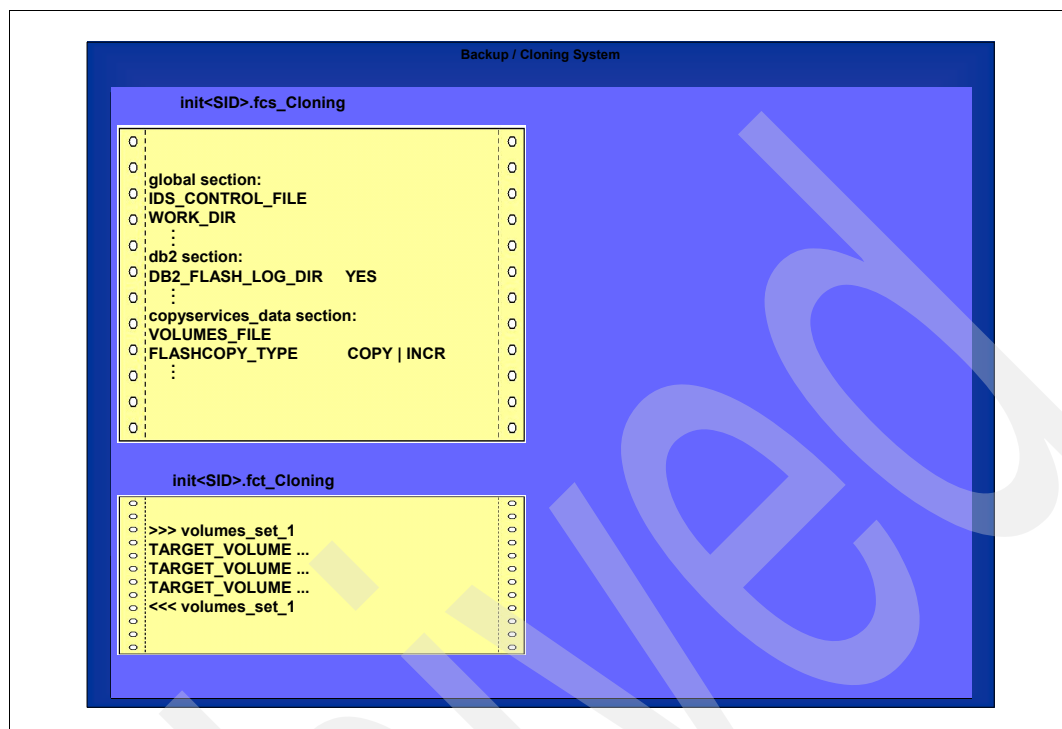 Backup / Cloning System
init<SID>.fcs_Cloning
global section:
IDS_CONTROL_FILE
WORK_DIR
:
db2 section:
DB2_FLASH_LOG_DIR YES
:
copyservices_data section:
VOLUMES_FILE
FLASHCOPY_TYPE COPY | INCR
:
init<SID>.fct_Cloning
>>> volumes_set_1
TARGET_VOLUME ...
TARGET_VOLUME ...
TARGET_VOLUME ...
<<< volumes_set_1